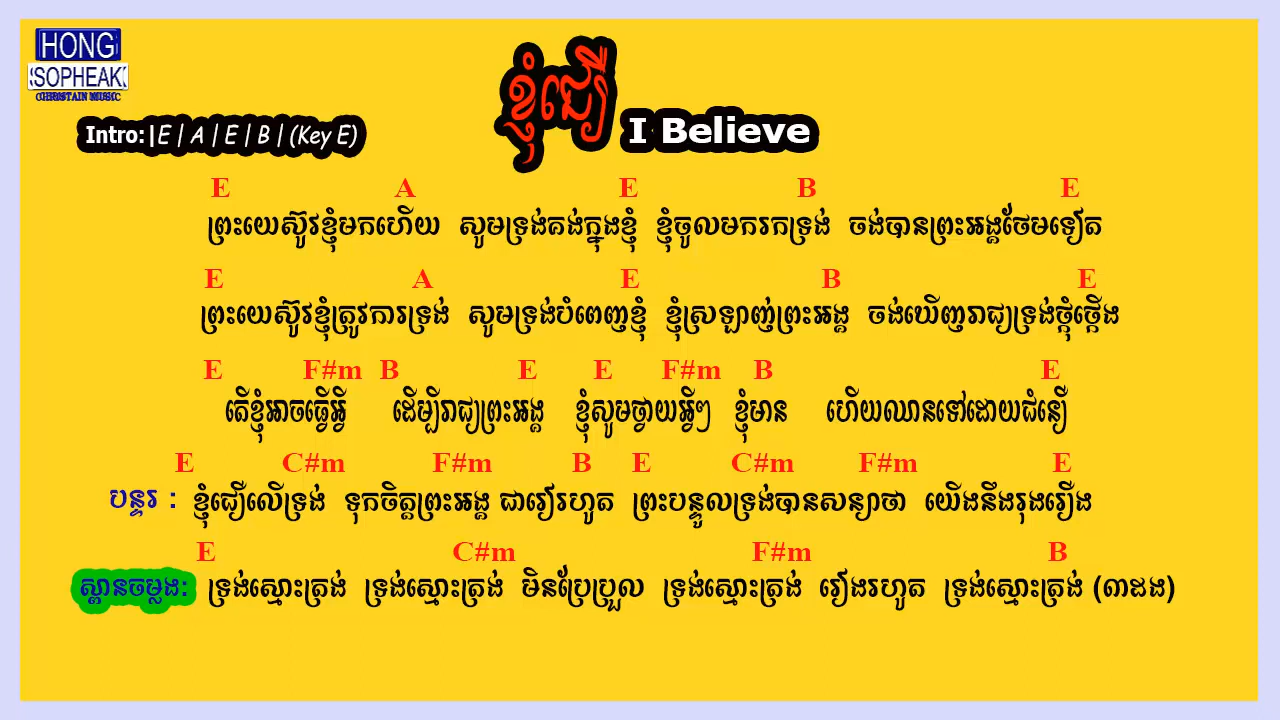 HONG
SOPHEAK
CHRISTAIN MUSIC
ខ្ញុំជឿ
I Believe
Intro: | E | A | E | B | (Key E)
E A E B E
ព្រះយេស៊ូវខ្ញុំមកហើយ សូមទ្រង់គង់ក្នុងខ្ញុំ ខ្ញុំចូលមករកទ្រង់ ចង់បានព្រះអង្គថែមទៀត
E A E B E
ព្រះយេស៊ូវខ្ញុំត្រូវការទ្រង់ សូមទ្រង់បំពេញខ្ញុំ ខ្ញុំស្រឡាញ់ព្រះអង្គ ចង់ឃើញរាជ្យទ្រង់ថ្កុំថ្កើង
E F#m B E E F#m B E
តើខ្ញុំអាចធ្វើអ្វី ដើម្បីរាជ្យព្រះអង្គ ខ្ញុំសូមថ្វាយអ្វីៗ ខ្ញុំមាន ហើយឈានទៅដោយជំនឿ
E C#m F#m B E C#m F#m E
បន្ទរ : ខ្ញុំជឿលើទ្រង់ ទុកចិត្តព្រះអង្គ ជារៀរហូត ព្រះបន្ទូលទ្រង់បានសន្យាថា យើងនឹងរុងរឿង
E C#m F#m B
ស្ពានចម្លង: ទ្រង់ស្មោះត្រង់ ទ្រង់ស្មោះត្រង់ មិនប្រែប្រួល ទ្រង់ស្មោះត្រង់ រៀងរហូត ទ្រង់ស្មោះត្រង់ (៣ដង)